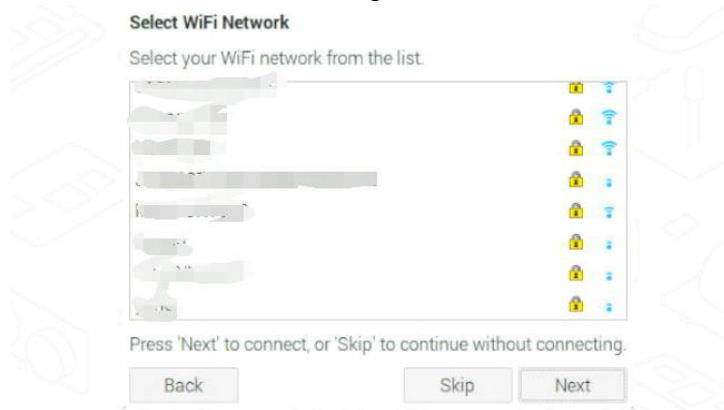 Select WiFi Network
Select your WiFi network from the list.
Press 'Next' to connect, or 'Skip' to continue without connecting.
Back
Skip
Next